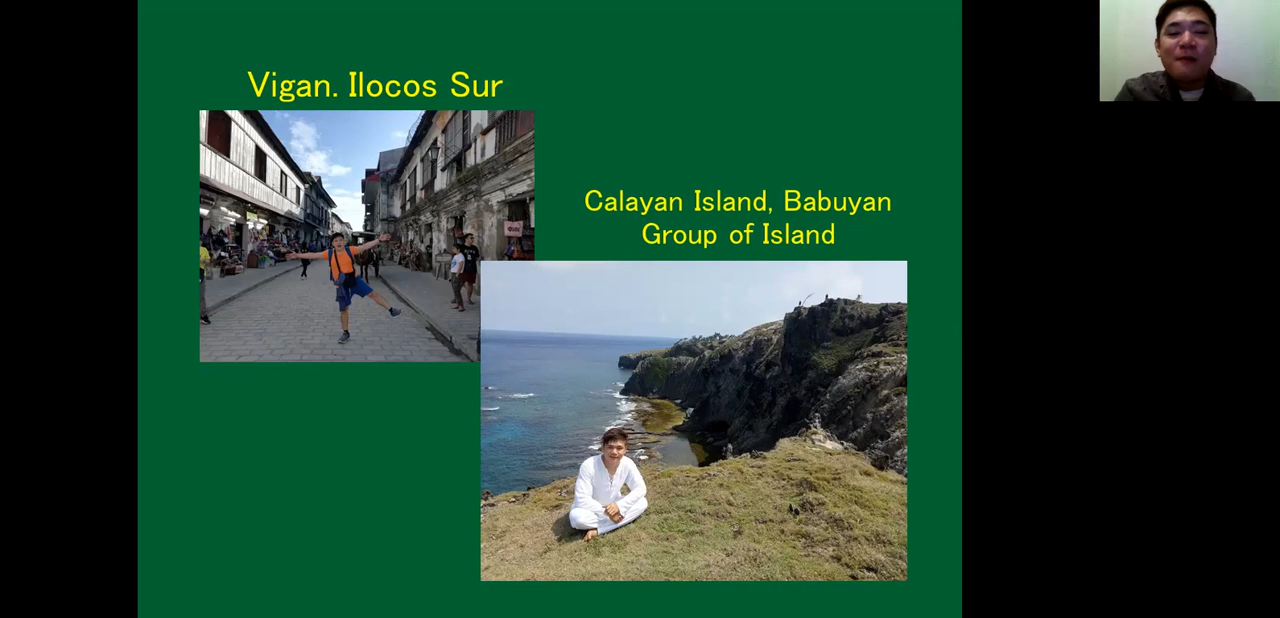 Vigan. Ilocos Sur
Calayan Island, Babuyan
Group of Island